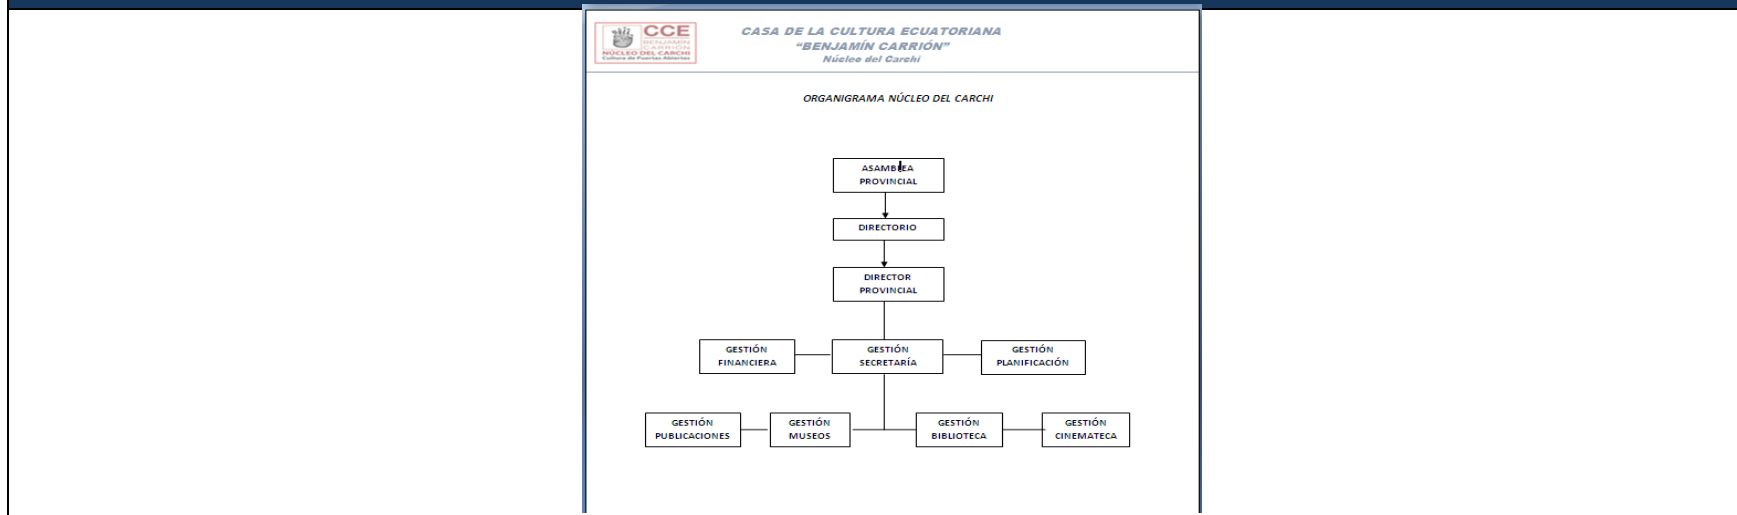 CCE
BENJAMÍN
CARRIÓN
NÚCLEO DEL CARCHI
Cultura de Puertas Abiertas
CASA DE LA CULTURA ECUATORIANA
“BENJAMÍN CARRIÓN”
Núcleo del Carchi
ORGANIGRAMA NÚCLEO DEL CARCHI
ASAMBLEA
PROVINCIAL
DIRECTORIO
DIRECTOR
PROVINCIAL
GESTIÓN
FINANCIERA
GESTIÓN
SECRETARÍA
GESTIÓN
PLANIFICACIÓN
GESTIÓN
PUBLICACIONES
GESTIÓN
MUSEOS
GESTIÓN
BIBLIOTECA
GESTIÓN
CINEMATECA